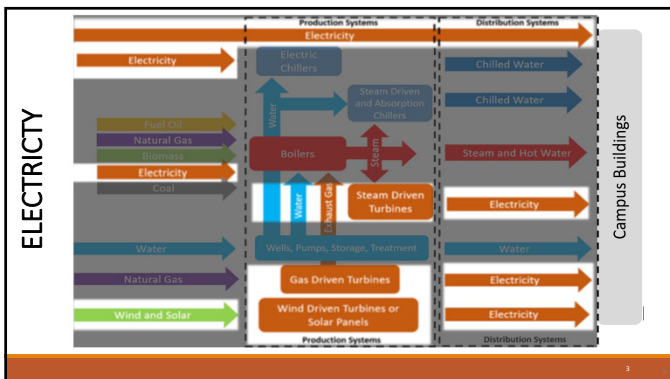 ELECTRICTY
Production Systems
Distribution Systems
Electricity
Electricity
Electric
Chillers
Chilled Water
Steam Driven
and Absorption
Chillers
Chilled Water
Water
Fuel Oil
Natural Gas
Biomass
Electricity
Coal
Boilers
Steam
Steam and Hot Water
Water
Exhaust Gas
Steam Driven
Turbines
Electricity
Water
Wells, Pumps, Storage, Treatment
Water
Natural Gas
Gas Driven Turbines
Electricity
Wind and Solar
Wind Driven Turbines or
Solar Panels
Electricity
Production Systems
Distribution Systems
Campus Buildings
3